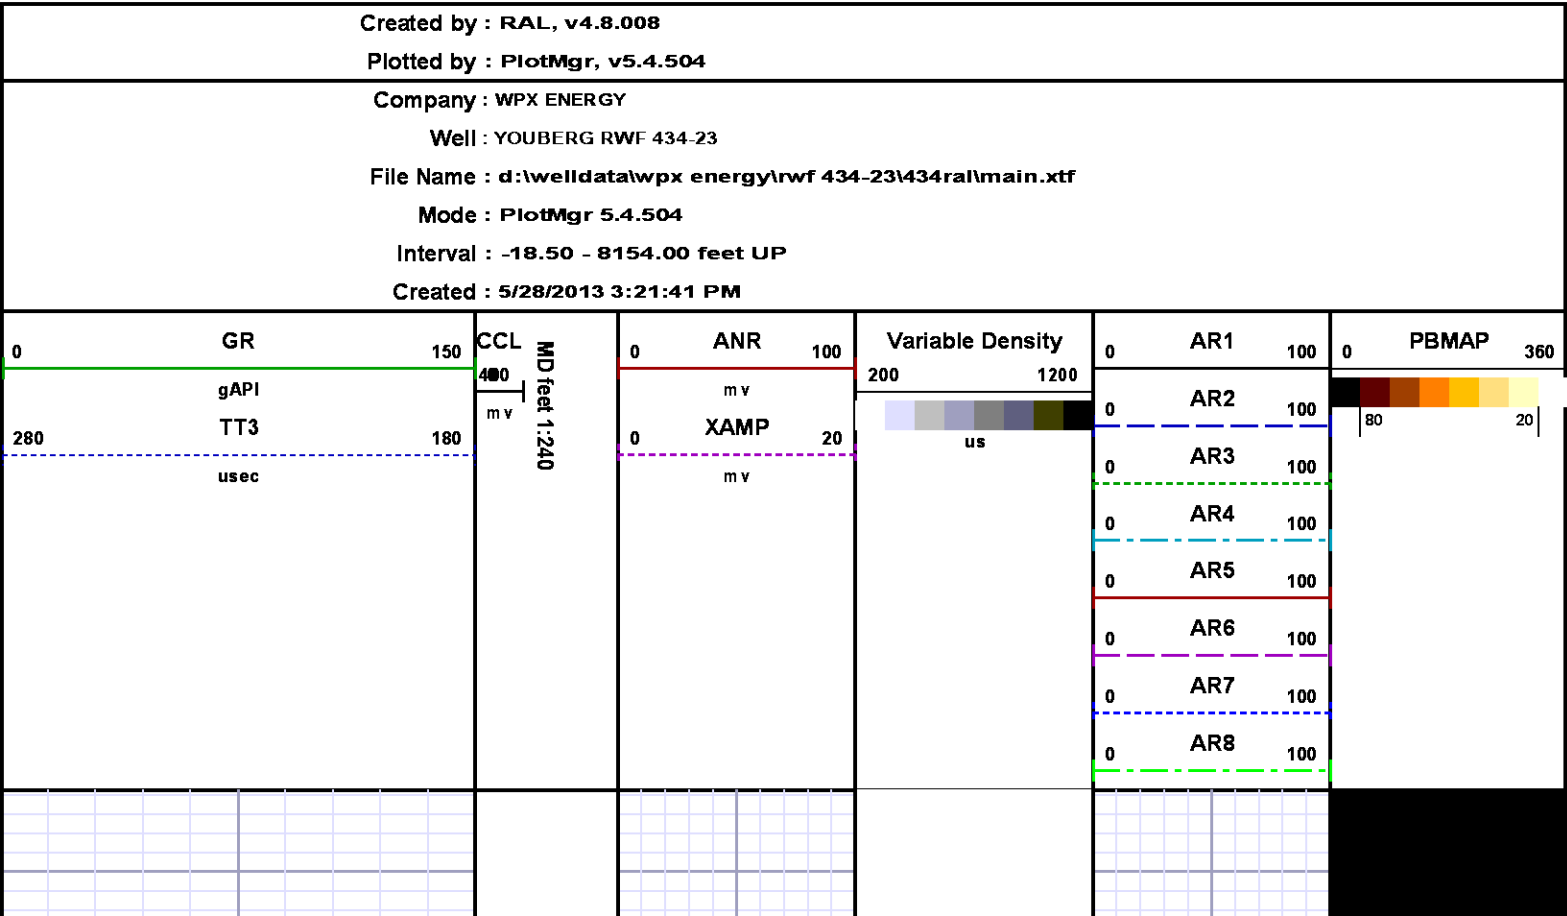 Created by : RAL, v4.8.008
Plotted by : PlotMgr, v5.4.504
Company : WPX ENERGY
Well : YOUBERG RWF 434-23
File Name : d:\welldata\wpx energy\rwf 434-23\434ral\main.xtf
Mode : PlotMgr 5.4.504
Interval : -18.50 - 8154.00 feet UP
Created : 5/28/2013 3:21:41 PM
0 GR 150
gAPI
280 TT3 180
usec
CCL
m v
MD feet 1:240
0 ANR 100
m v
0 XAMP 20
m v
Variable Density
200 1200
us
0 AR1 100
0 AR2 100
0 AR3 100
0 AR4 100
0 AR5 100
0 AR6 100
0 AR7 100
0 AR8 100
0 PBMAP 360
80 20